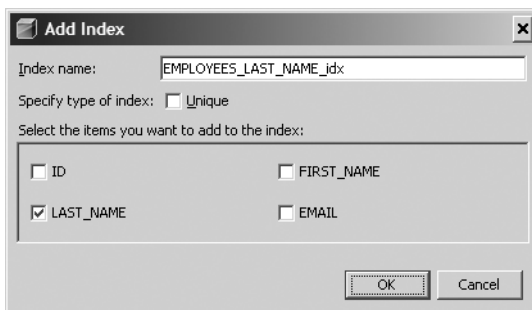 Add Index
Index name: EMPLOYEES_LAST_NAME_idx
Specify type of index: Unique
Select the items you want to add to the index:
ID FIRST_NAME
LAST_NAME EMAIL
OK Cancel